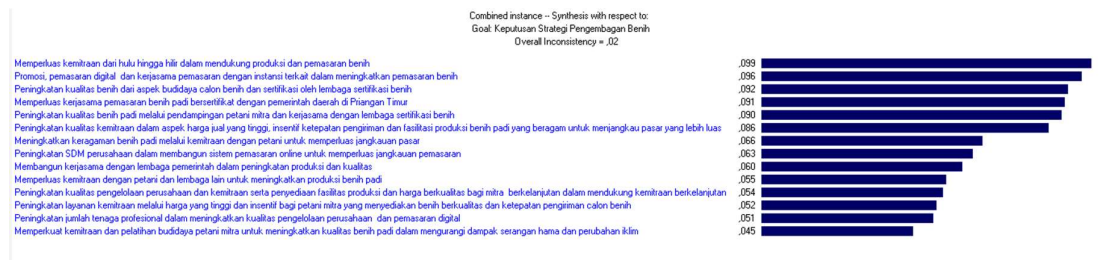 Combined instance -- Synthesis with respect to:
Goal: Keputusan Strategi Pengembagan Benih
Overall Inconsistency = ,02
Memperluas kemitraan dari hulu hingga hilir dalam mendukung produksi dan pemasaran benih ,099
Promosi, pemasaran digital dan kerjasama pemasaran dengan instansi terkait dalam meningkatkan pemasaran benih ,096
Peningkatan kualitas benih dari aspek budidaya calon benih dan sertifikasi oleh lembaga sertifikasi benih ,092
Memperluas kerjasama pemasaran benih padi bersertifikat dengan pemerintah daerah di Priangan Timur ,091
Peningkatan kualitas benih padi melalui pendampingan petani mitra dan kerjasama dengan lembaga sertifikasi benih ,090
Peningkatan kualitas kemitraan dalam aspek harga jual yang tinggi, insentif ketepatan pengiriman dan fasilitasi produksi benih padi yang beragam untuk menjangkau pasar yang lebih luas ,086
Meningkatkan keragaman benih padi melalui kemitraan dengan petani untuk memperluas jangkauan pasar ,066
Peningkatan SDM perusahaan dalam membangun sistem pemasaran online untuk memperluas jangkauan pemasaran ,063
Membangun kerjasama dengan lembaga pemerintah dalam peningkatan produksi dan kualitas ,060
Memperluas kemitraan dengan petani dan lembaga lain untuk memproduksi benih padi ,055
Peningkatan kualitas pengelolaan perusahaan dan kemitraan serta penyediaan fasilitas produksi dan harga berkualitas bagi mitra berkelanjutan dalam mendukung kemitraan berkelanjutan ,054
Peningkatan layanan kemitraan melalui harga yang tinggi dan insentif bagi petani mitra yang menyediakan benih berkualitas dan ketepatan pengiriman calon benih ,052
Peningkatan jumlah tenaga profesional dalam meningkatkan kualitas pengelolaan perusahaan dan pemasaran digital ,051
Memperkuat kemitraan dan pelatihan budidaya petani mitra untuk meningkatkan kualitas benih padi dalam mengurangi dampak serangan hama dan perubahan iklim ,045